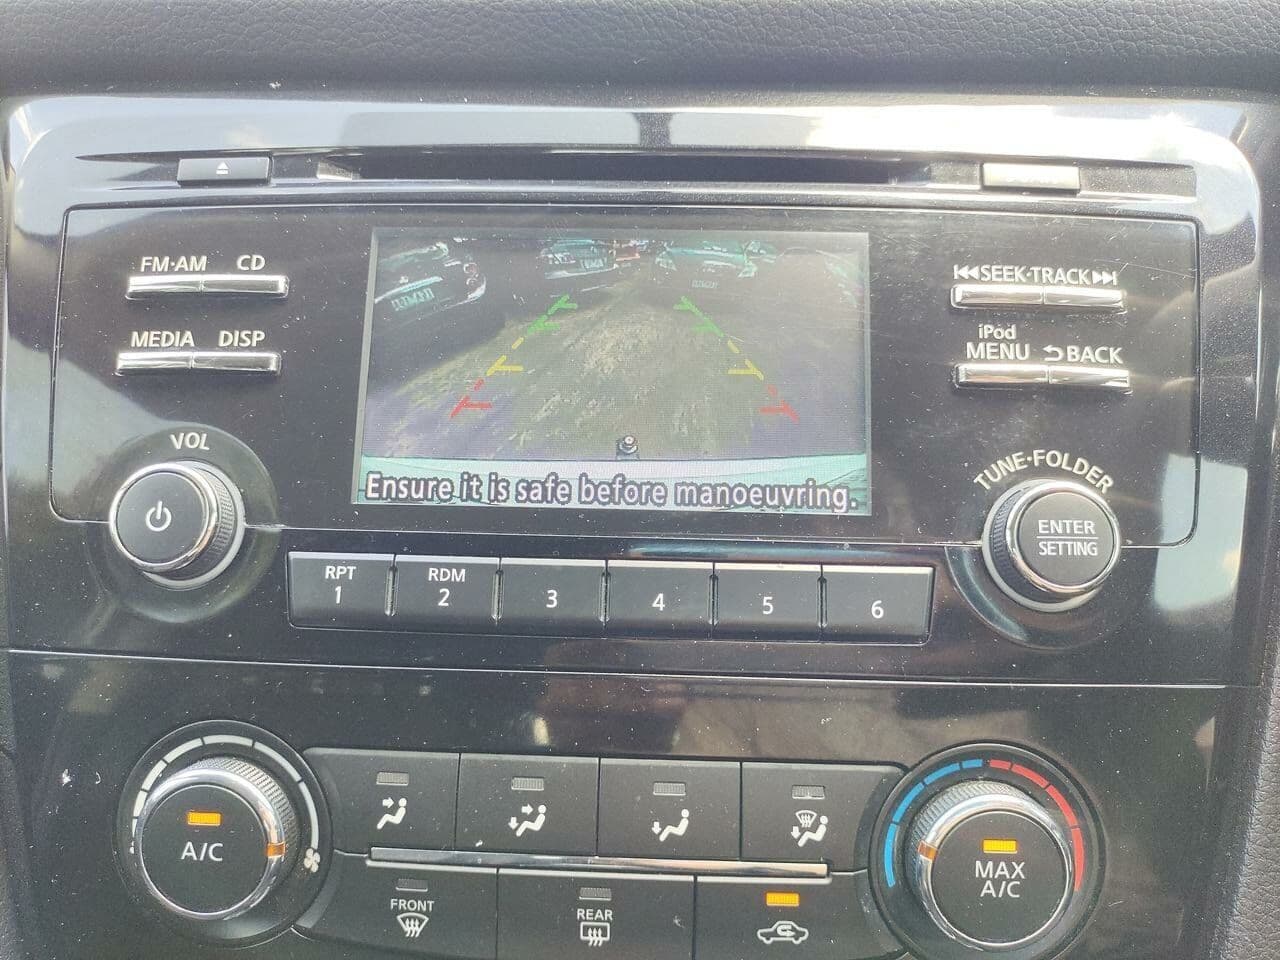 FM·AM CD
SEEK·TRACK
MEDIA DISP
iPod
MENU BACK
VOL
TUNE·FOLDER
Ensure it is safe before manoeuvring.
ENTER
SETTING
RPT
1
RDM
2
3
4
5
6
A/C
MAX
A/C
FRONT
REAR